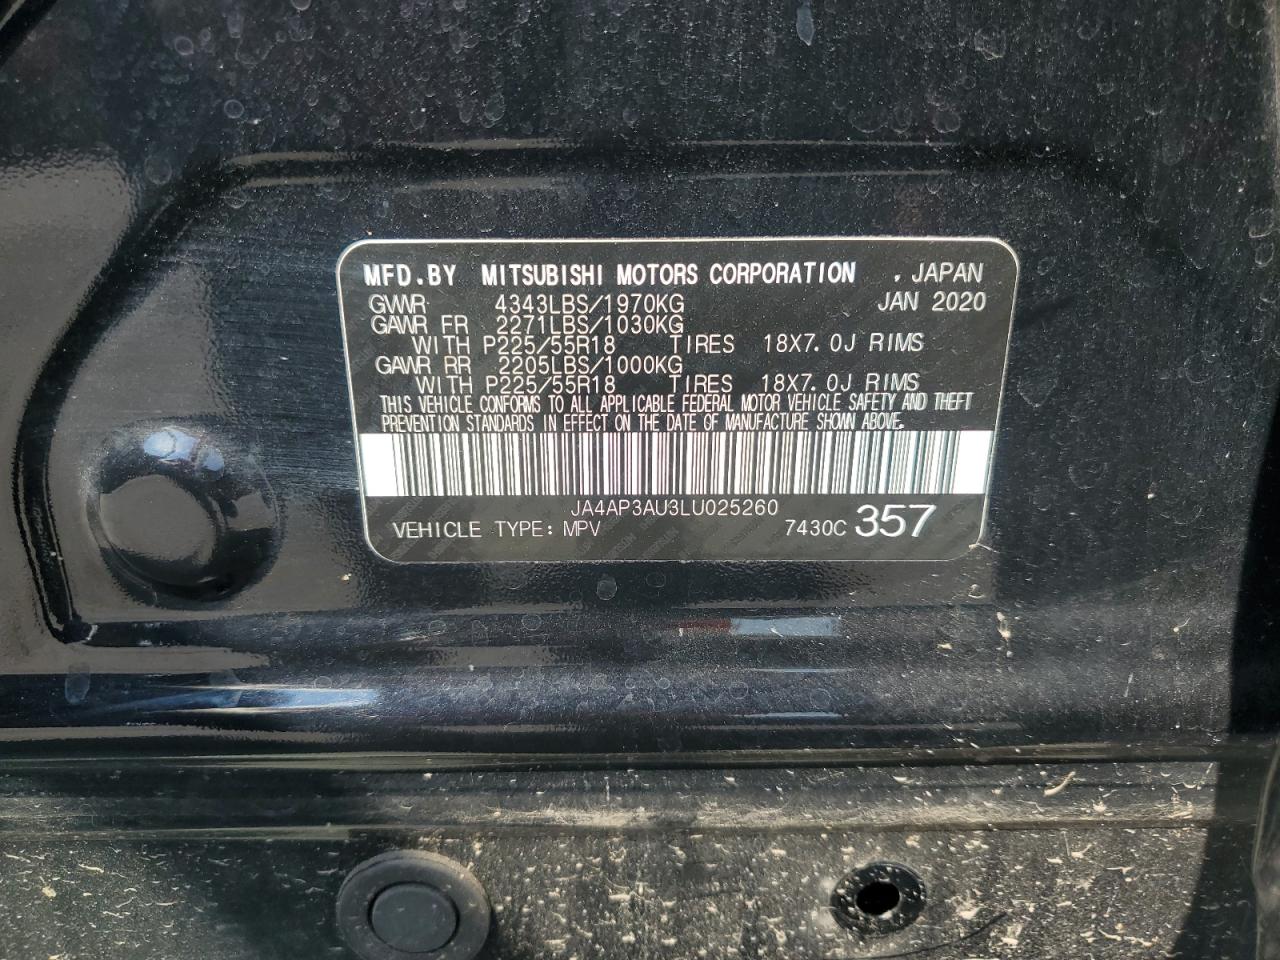 MFD.BY MITSUBISHI MOTORS CORPORATION , JAPAN
GVWR 4343LBS/1970KG JAN 2020
GAWR FR 2271LBS/1030KG
WITH P225/55R18 TIRES 18X7.0J RIMS
GAWR RR 2205LBS/1000KG
WITH P225/55R18 TIRES 18X7.0J RIMS
THIS VEHICLE CONFORMS TO ALL APPLICABLE FEDERAL MOTOR VEHICLE SAFETY AND THEFT
PREVENTION STANDARDS IN EFFECT ON THE DATE OF MANUFACTURE SHOWN ABOVE.
JA4AP3AU3LU025260
VEHICLE TYPE: MPV 7430C 357